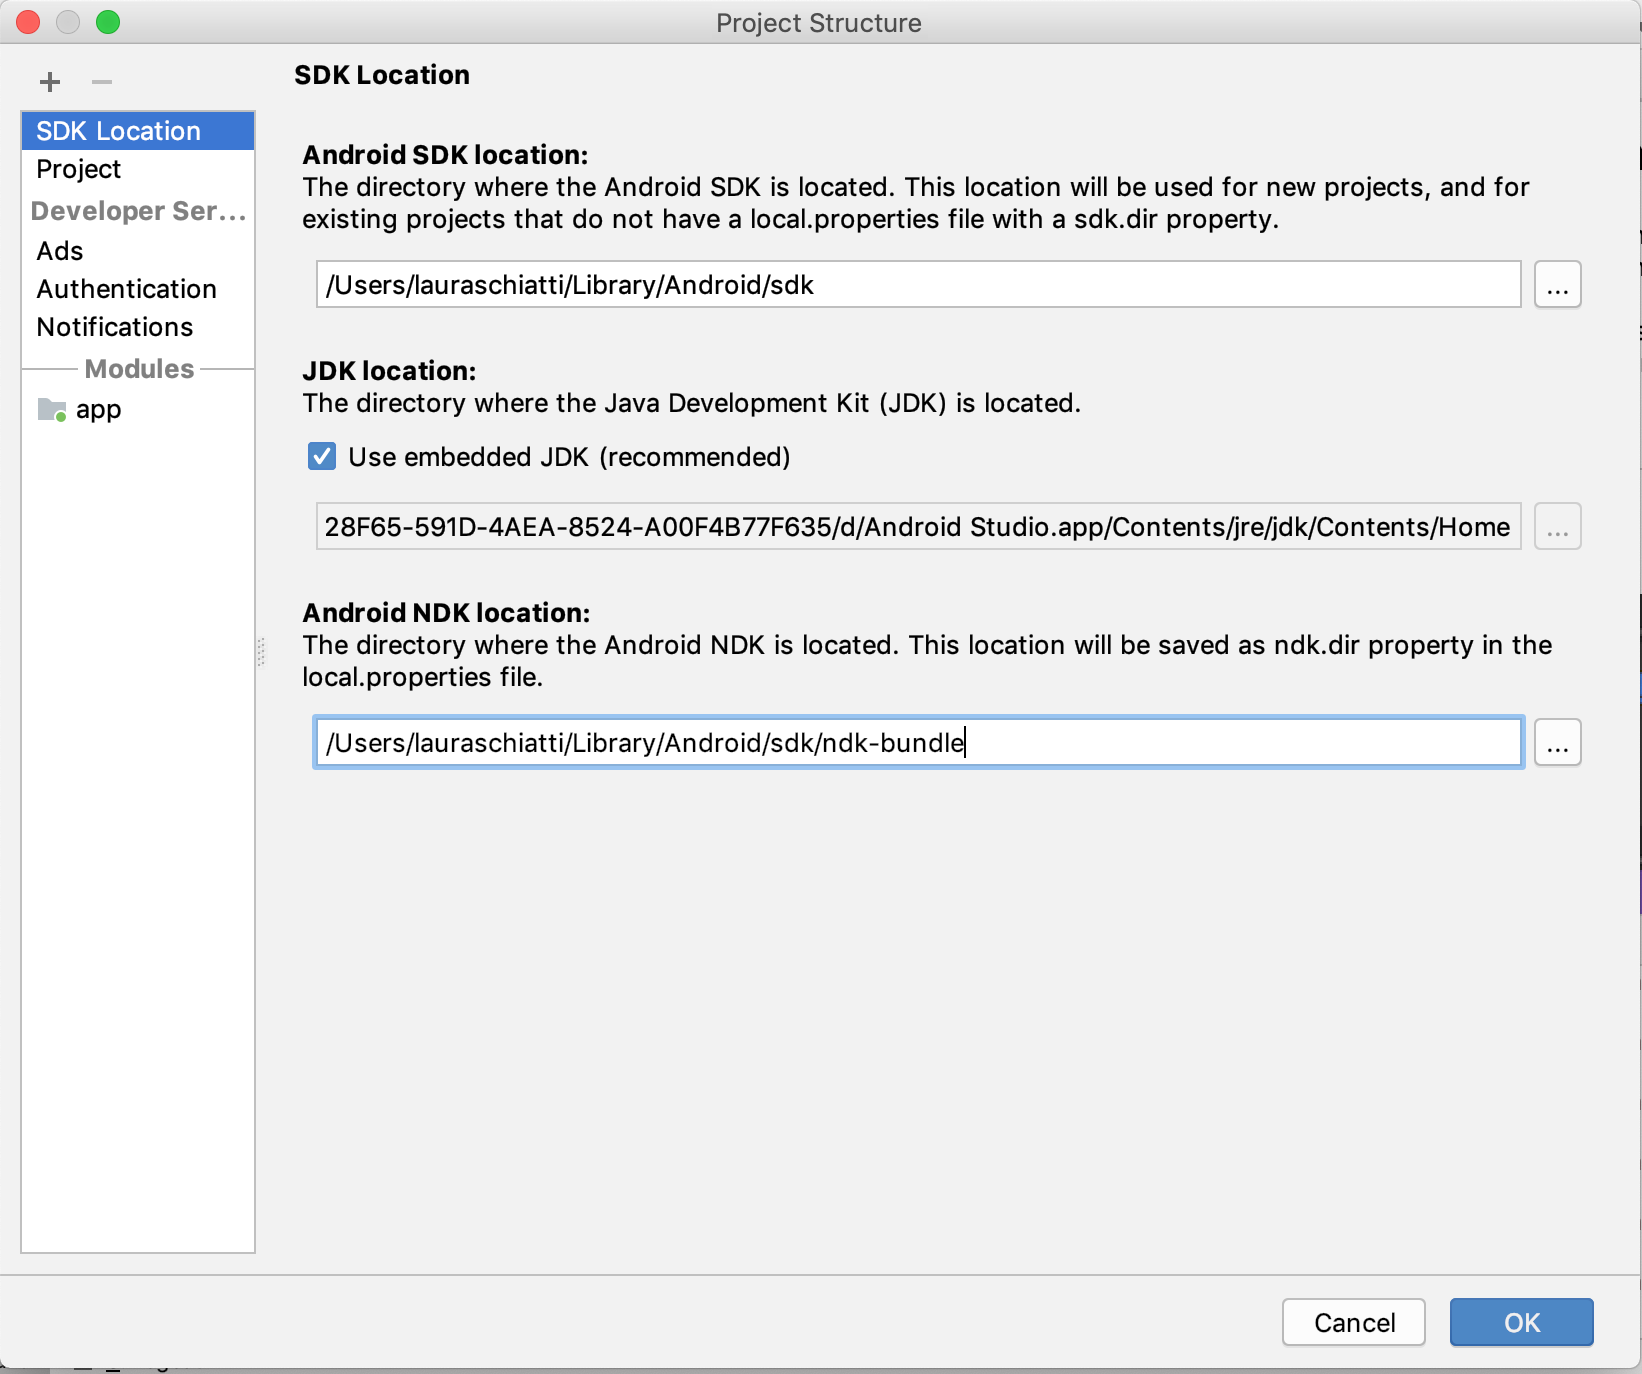 Project Structure
SDK Location
SDK Location
Project
Developer Ser...
Ads
Authentication
Notifications
Modules
app
Android SDK location:
The directory where the Android SDK is located. This location will be used for new projects, and for
existing projects that do not have a local.properties file with a sdk.dir property.
/Users/lauraschiatti/Library/Android/sdk
...
JDK location:
The directory where the Java Development Kit (JDK) is located.
Use embedded JDK (recommended)
28F65-591D-4AEA-8524-A00F4B77F635/d/Android Studio.app/Contents/jre/jdk/Contents/Home
...
Android NDK location:
The directory where the Android NDK is located. This location will be saved as ndk.dir property in the
local.properties file.
/Users/lauraschiatti/Library/Android/sdk/ndk-bundle
...
Cancel
OK